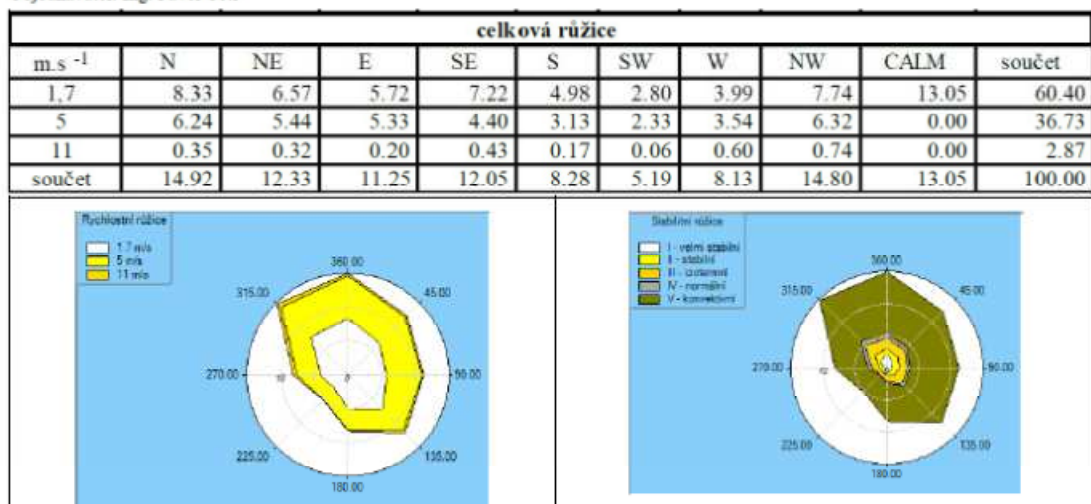 celková růžice
m.s -1 N NE E SE S SW W NW CALM součet
1,7 8.33 6.57 5.72 7.22 4.98 2.80 3.99 7.74 13.05 60.40
5 6.24 5.44 5.33 4.40 3.13 2.33 3.54 6.32 0.00 36.73
11 0.35 0.32 0.20 0.43 0.17 0.06 0.60 0.74 0.00 2.87
součet 14.92 12.33 11.25 12.05 8.28 5.19 8.13 14.80 13.05 100.00
Rychlostní růžice
1.7 m/s
5 m/s
11 m/s
360.00
315.00 45.00
270.00 90.00
225.00 135.00
180.00
Stabilitní růžice
I - velmi stabilní
II - stabilní
III - izotermní
IV - normální
V - konvektivní
360.00
315.00 45.00
270.00 90.00
225.00 135.00
180.00